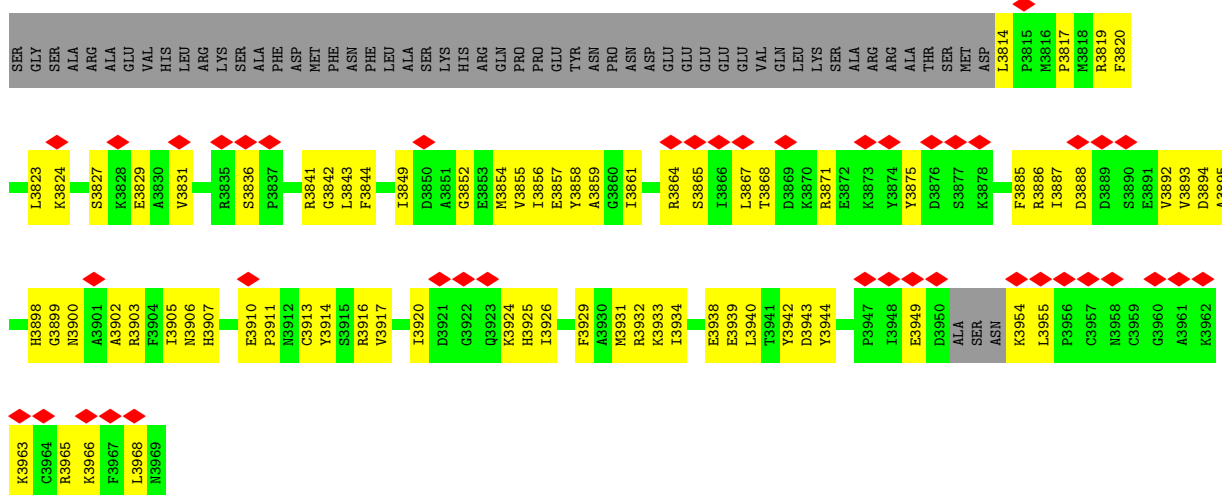 SER GLY SER ALA ARG ALA GLU VAL HIS LEU ARG LYS SER ALA PHE ASP MET PHE ASN PHE LEU ALA SER LYS HIS ARG GLN PRO PRO GLU TYR ASN PRO ASN ASP GLU GLU GLU GLU GLU VAL GLN LEU LYS SER ALA ARG ARG ALA THR SER MET ASP L3814 P3815 M3816 P3817 M3818 R3819 F3820
L3823 K3824 S3827 K3828 E3829 A3830 V3831 R3835 S3836 P3837 R3841 G3842 L3843 F3844 I3849 D3850 A3851 G3852 E3853 M3854 V3855 I3856 E3857 Y3858 A3859 G3860 I3861 R3864 S3865 I3866 L3867 T3868 D3869 K3870 R3871 E3872 K3873 Y3874 Y3875 D3876 S3877 K3878 F3885 R3886 I3887 D3888 D3889 S3890 E3891 V3892 V3893 D3894 A3895
H3898 G3899 N3900 A3901 A3902 R3903 F3904 I3905 N3906 H3907 E3910 P3911 N3912 C3913 Y3914 S3915 R3916 V3917 I3920 D3921 G3922 Q3923 K3924 H3925 I3926 F3929 A3930 M3931 R3932 K3933 I3934 E3938 E3939 L3940 T3941 Y3942 D3943 Y3944 P3947 I3948 E3949 D3950 ALA SER ASN K3954 L3955 P3956 C3957 N3958 C3959 G3960 A3961 K3962
K3963 C3964 R3965 K3966 F3967 L3968 N3969